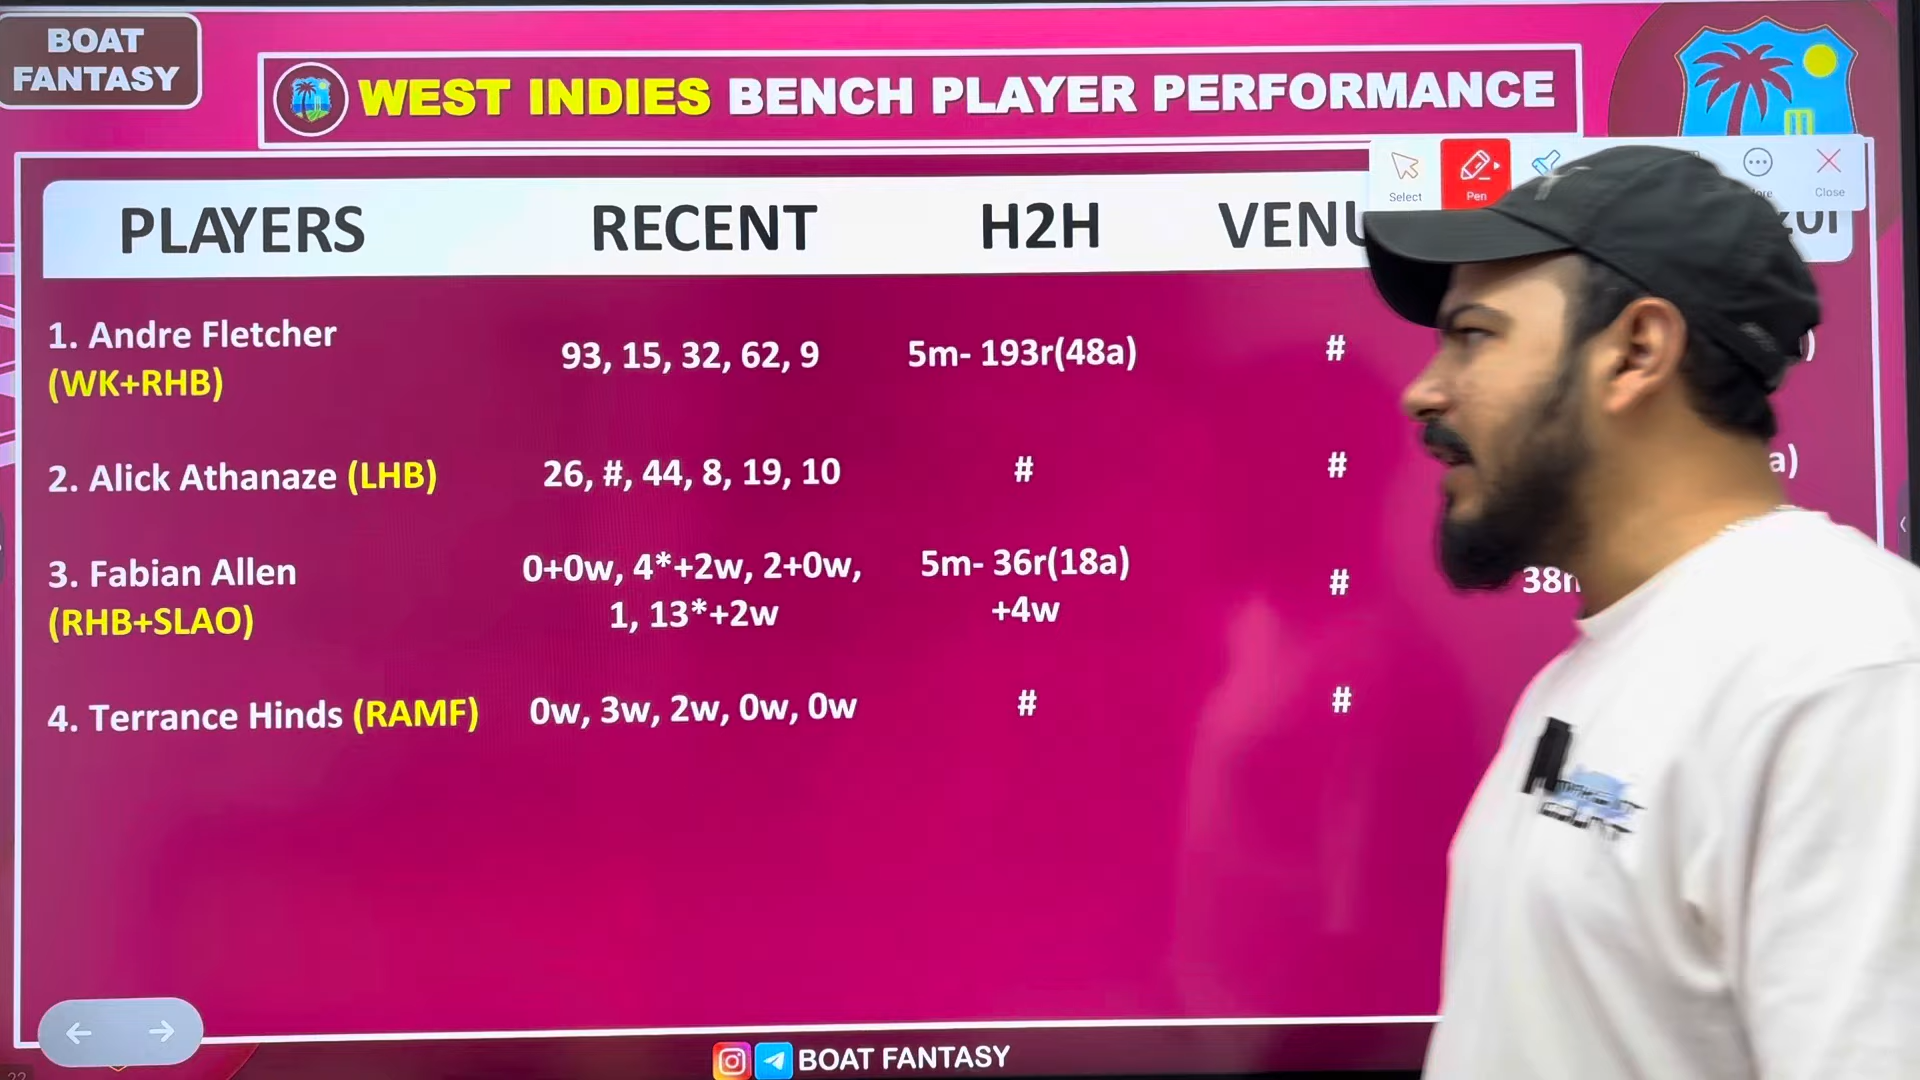 BOAT
FANTASY
WEST INDIES BENCH PLAYER PERFORMANCE
Select
Pen
Close
PLAYERS RECENT H2H
1. Andre Fletcher 93, 15, 32, 62, 9 5m- 193r(48a) #
(WK+RHB)
2. Alick Athanaze (LHB) 26, #, 44, 8, 19, 10 # #
3. Fabian Allen 0+0w, 4*+2w, 2+0w, 5m- 36r(18a) #
(RHB+SLAO) 1, 13*+2w +4w
4. Terrance Hinds (RAMF) 0w, 3w, 2w, 0w, 0w # #
BOAT FANTASY